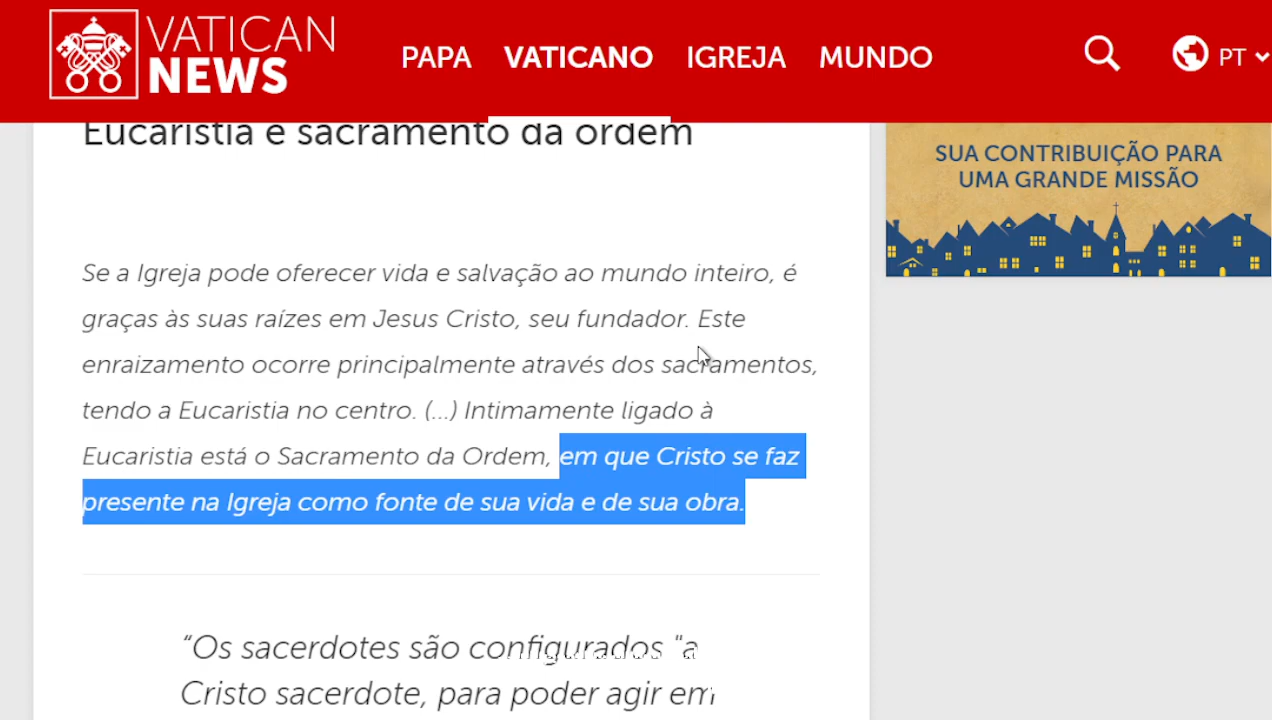 VATICAN
NEWS
PAPA VATICANO IGREJA MUNDO
PT
Eucaristia e sacramento da ordem
SUA CONTRIBUIÇÃO PARA
UMA GRANDE MISSÃO
Se a Igreja pode oferecer vida e salvação ao mundo inteiro, é
graças às suas raízes em Jesus Cristo, seu fundador. Este
enraizamento ocorre principalmente através dos sacramentos,
tendo a Eucaristia no centro. (...) Intimamente ligado à
Eucaristia está o Sacramento da Ordem, em que Cristo se faz
presente na Igreja como fonte de sua vida e de sua obra.
“Os sacerdotes são configurados "a
Cristo sacerdote, para poder agir em